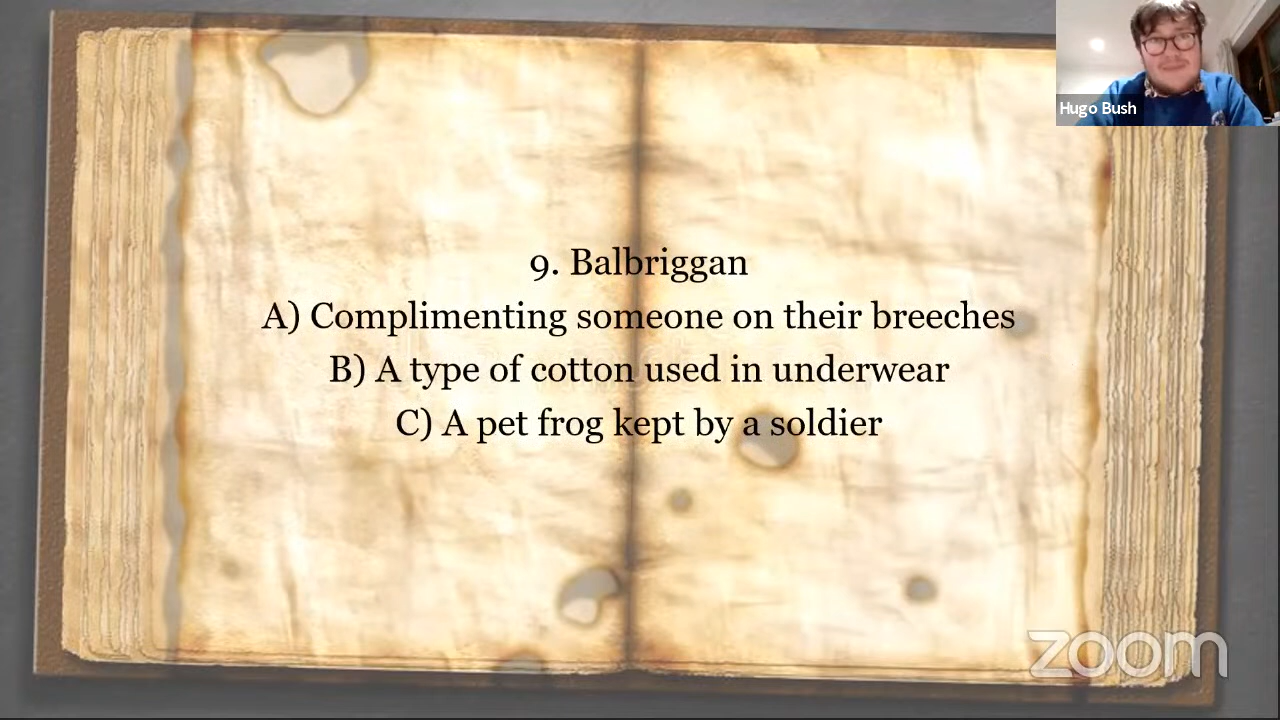 Hugo Bush
9. Balbriggan
A) Complimenting someone on their breeches
B) A type of cotton used in underwear
C) A pet frog kept by a soldier
zoom